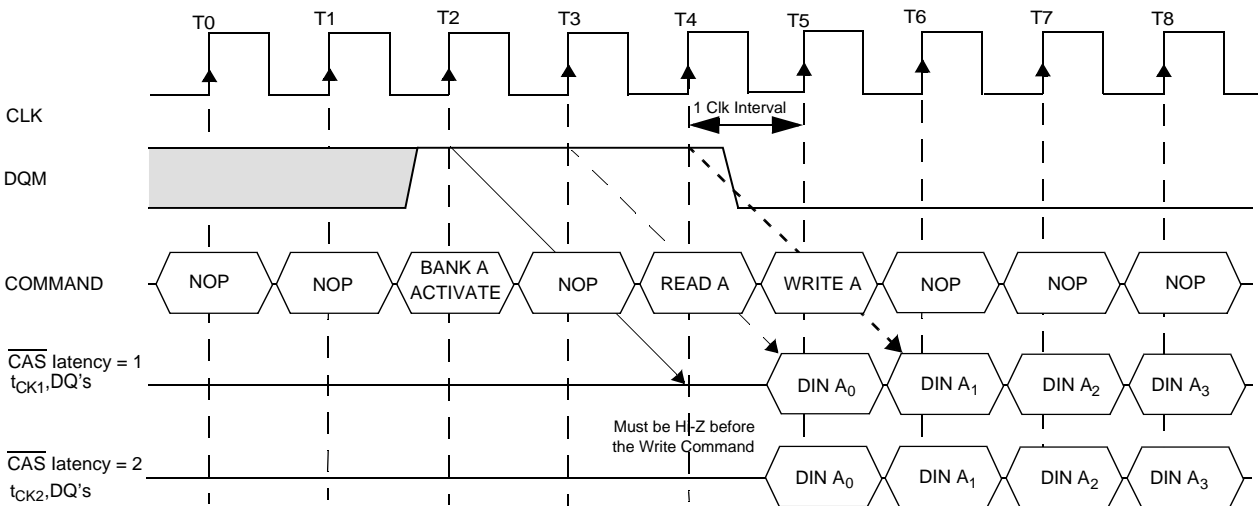 T0 T1 T2 T3 T4 T5 T6 T7 T8
1 Clk Interval
CLK
DQM
COMMAND
NOP NOP BANK A ACTIVATE NOP READ A WRITE A NOP NOP NOP
CAS latency = 1
tCK1,DQ's
DIN A0 DIN A1 DIN A2 DIN A3
Must be Hi-Z before
the Write Command
CAS latency = 2
tCK2,DQ's
DIN A0 DIN A1 DIN A2 DIN A3